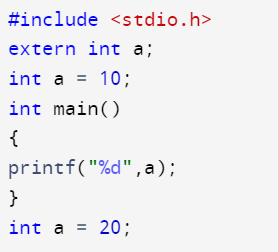 #include <stdio.h>
extern int a;
int a = 10;
int main()
{
printf("%d",a);
}
int a = 20;